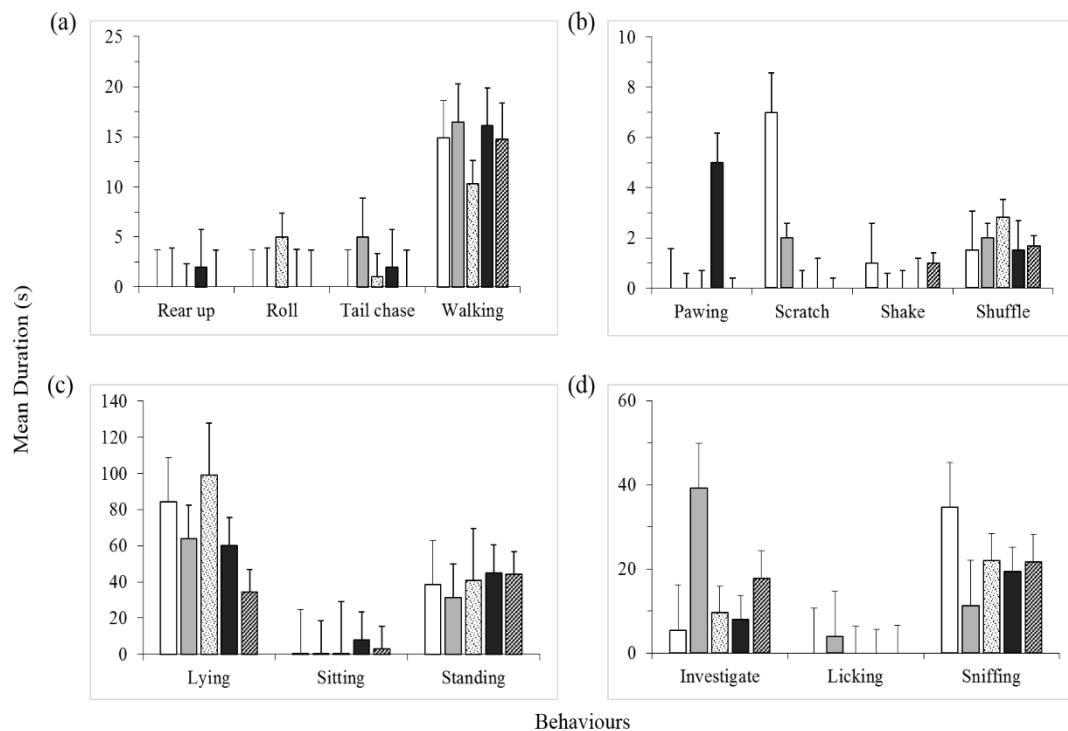 (a)
25
20
15
10
5
0
Rear up Roll Tail chase Walking
(b)
10
8
6
4
2
0
Pawing Scratch Shake Shuffle
Mean Duration (s)
(c)
140
120
100
80
60
40
20
0
Lying Sitting Standing
(d)
60
40
20
0
Investigate Licking Sniffing
Behaviours